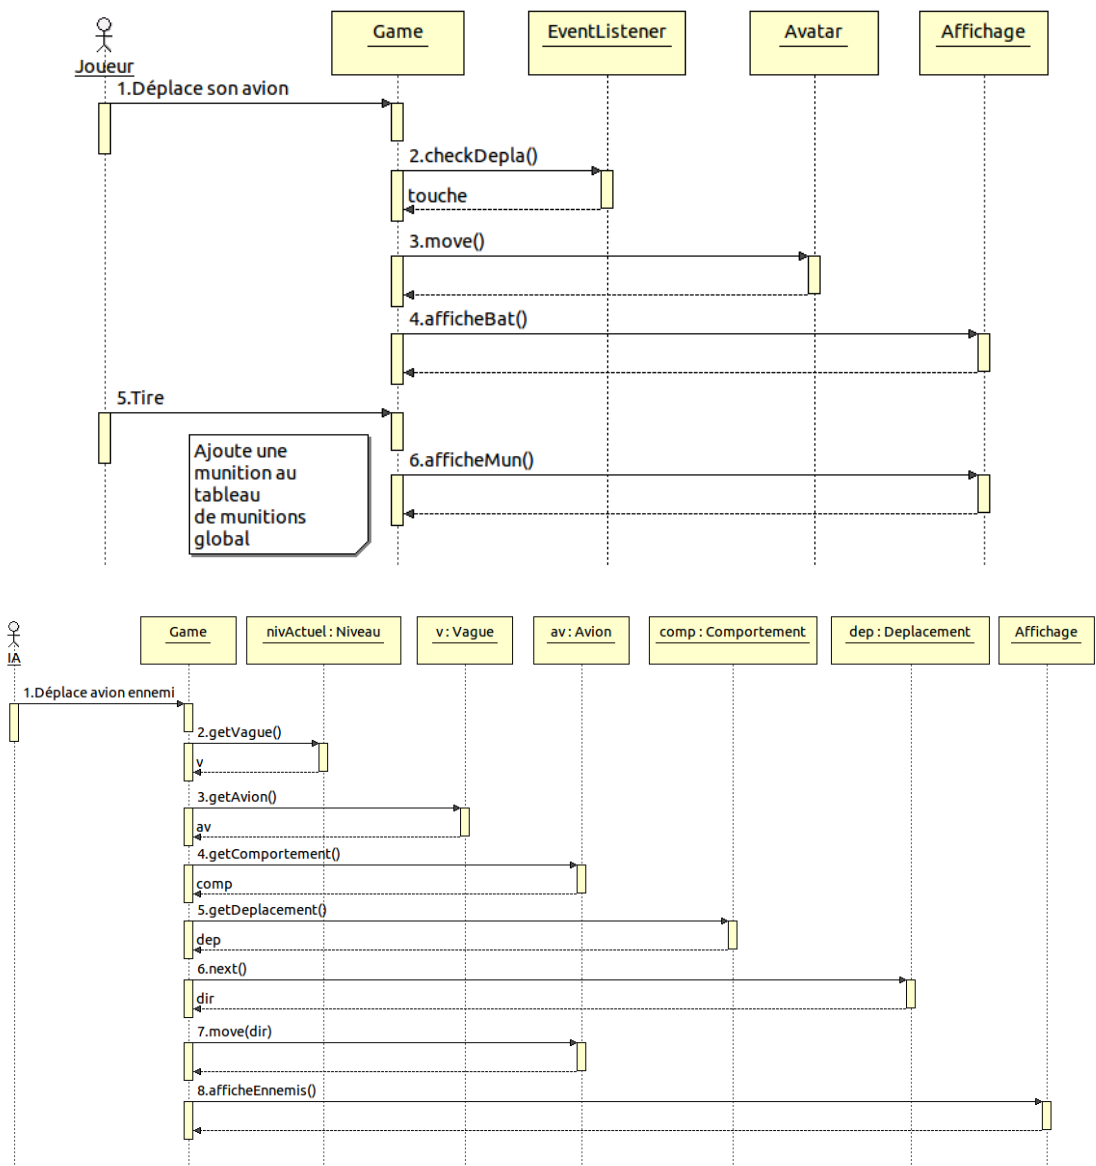 Joueur
Game
EventListener
Avatar
Affichage
1.Déplace son avion
2.checkDepla()
touche
3.move()
4.afficheBat()
5.Tire
Ajoute une
munition au
tableau
de munitions
global
6.afficheMun()
IA
Game
nivActuel : Niveau
v : Vague
av : Avion
comp : Comportement
dep : Deplacement
Affichage
1.Déplace avion ennemi
2.getVague()
v
3.getAvion()
av
4.getComportement()
comp
5.getDeplacement()
dep
6.next()
dir
7.move(dir)
8.afficheEnnemis()